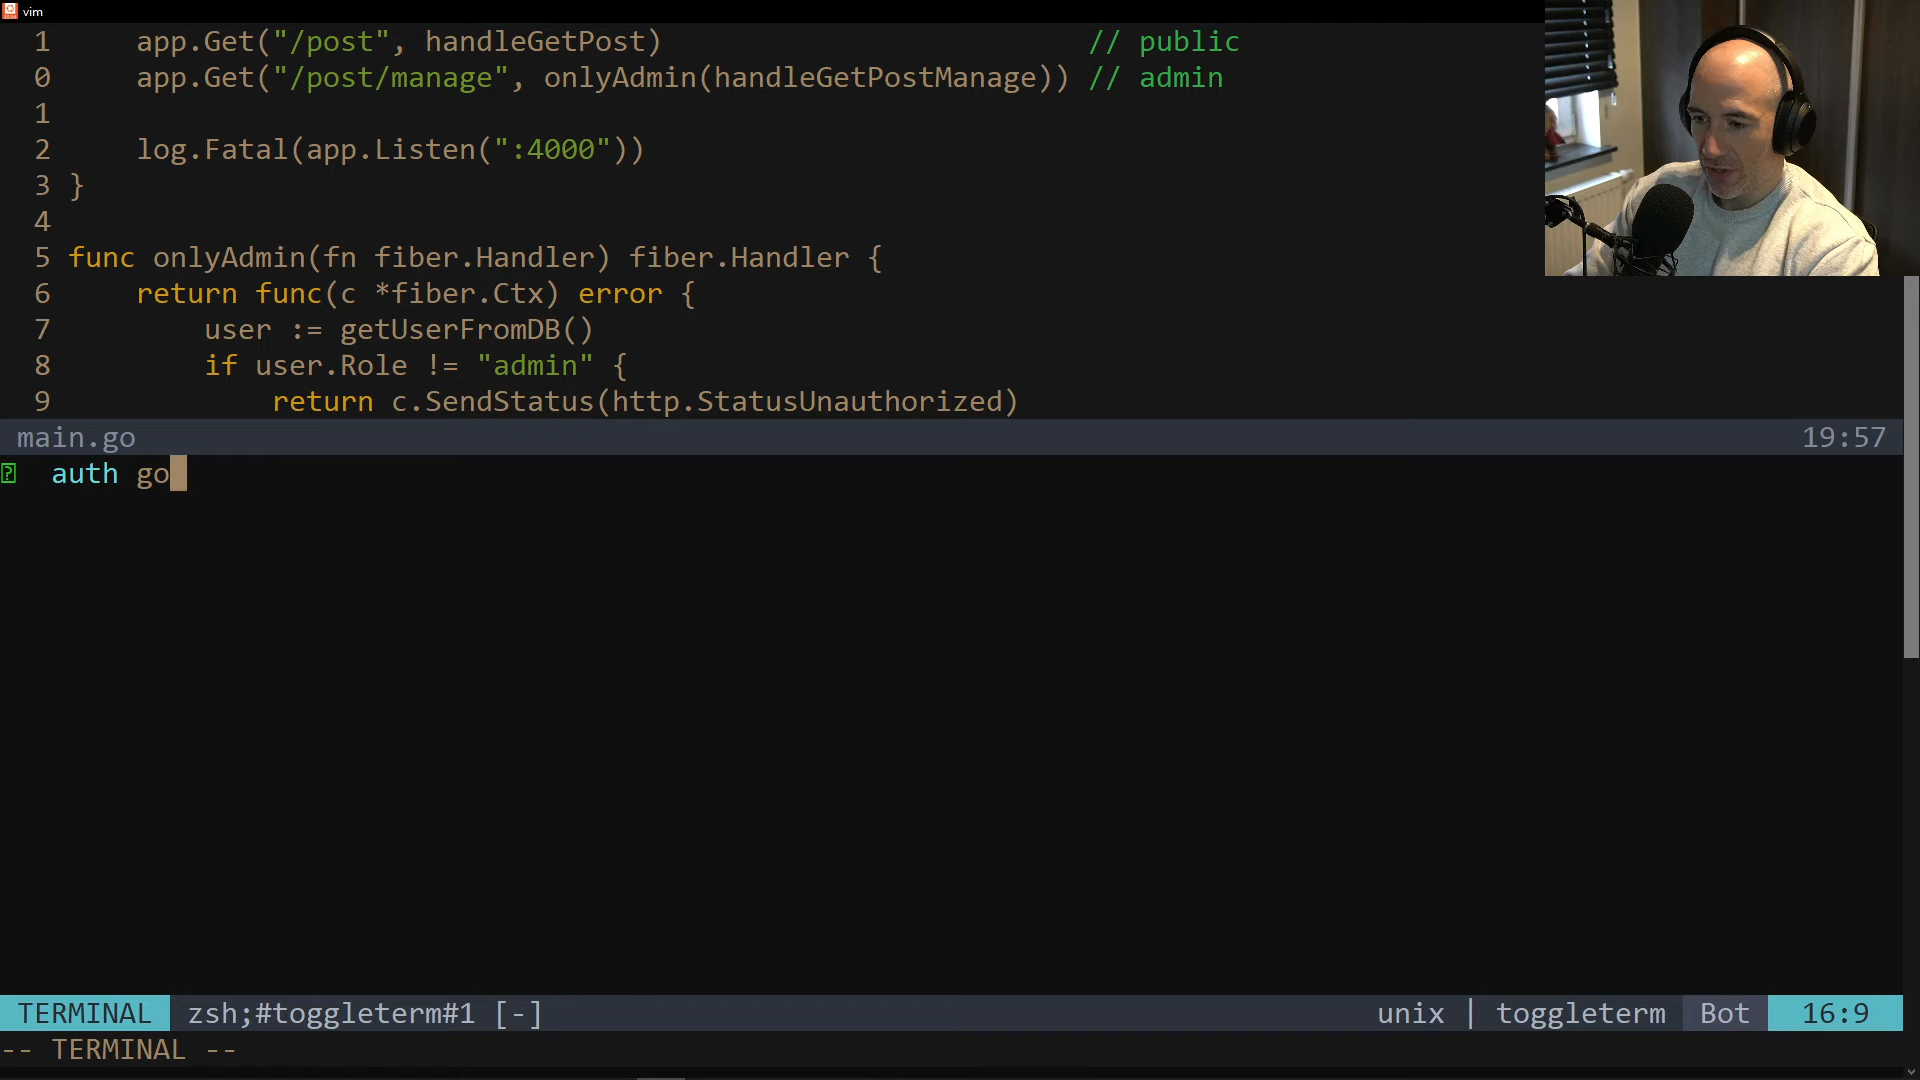 vim
1 app.Get("/post", handleGetPost) // public
0 app.Get("/post/manage", onlyAdmin(handleGetPostManage)) // admin
1
2 log.Fatal(app.Listen(":4000"))
3 }
4
5 func onlyAdmin(fn fiber.Handler) fiber.Handler {
6 return func(c *fiber.Ctx) error {
7 user := getUserFromDB()
8 if user.Role != "admin" {
9 return c.SendStatus(http.StatusUnauthorized)
main.go 19:57
? auth go
TERMINAL zsh;#toggleterm#1 [-] unix | toggleterm Bot 16:9
-- TERMINAL --